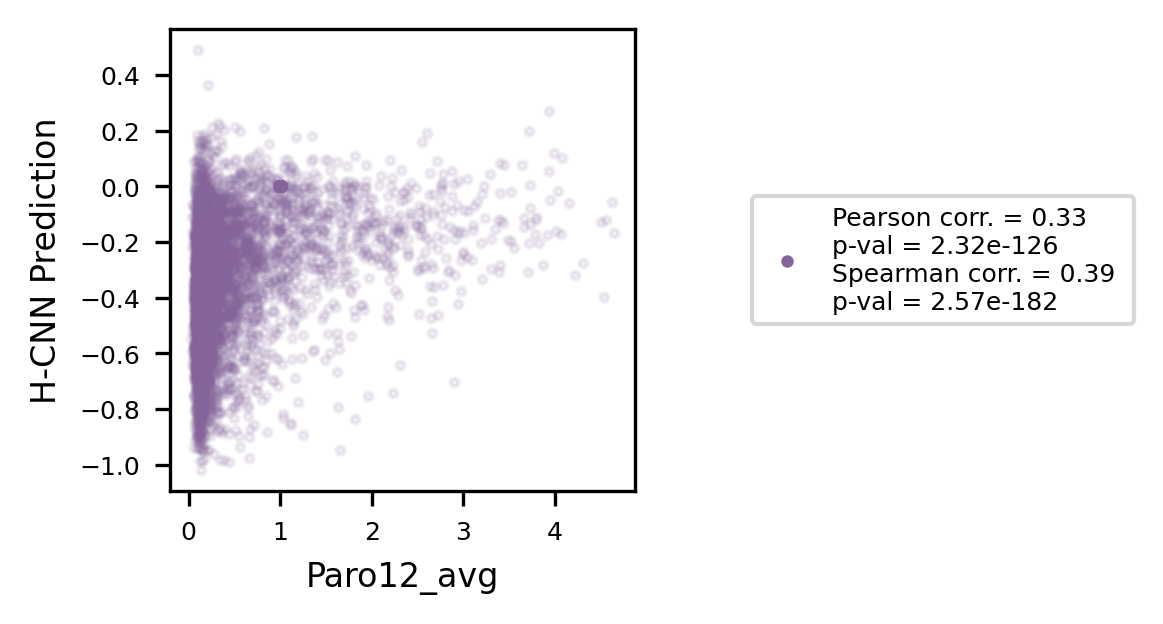 H-CNN Prediction
0.4
0.2
0.0
−0.2
−0.4
−0.6
−0.8
−1.0
0 1 2 3 4
Paro12_avg
Pearson corr. = 0.33
p-val = 2.32e-126
Spearman corr. = 0.39
p-val = 2.57e-182